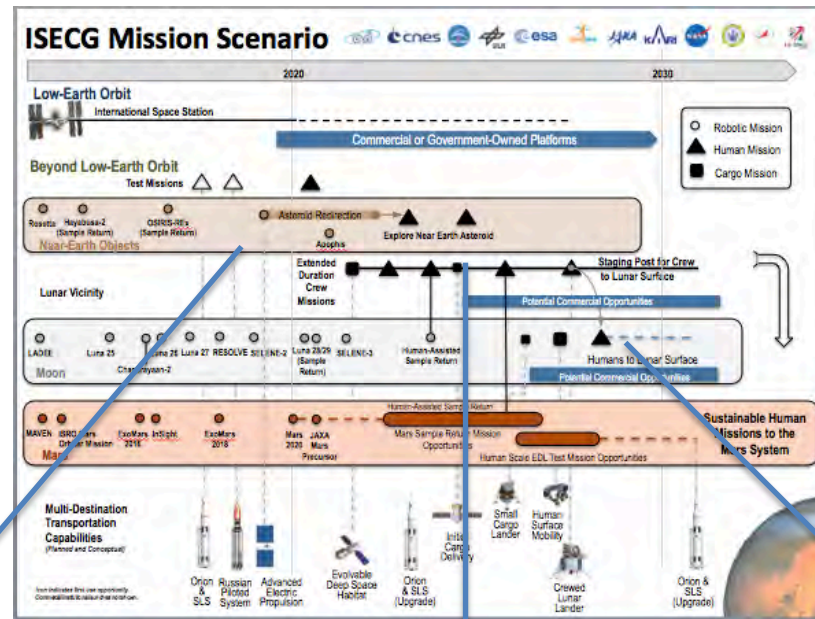 ISECG Mission Scenario
cnes
DLR
esa
JAXA
KARI
NASA
2020
2030
Low-Earth Orbit
International Space Station
Commercial or Government-Owned Platforms
Robotic Mission
Human Mission
Cargo Mission
Beyond Low-Earth Orbit
Test Missions
Asteroid Redirection
Rosetta
Hayabusa-2
(Sample Return)
OSIRIS-REx
(Sample Return)
Apophis
Explore Near Earth Asteroid
Near-Earth Objects
Extended
Duration
Crew
Missions
Staging Post for Crew
to Lunar Surface
Lunar Vicinity
Potential Commercial Opportunities
LADEE
Luna 25
Chandrayaan-2
Luna 26
Luna 27
RESOLVE
SELENE-2
Luna 28/29
(Sample
Return)
SELENE-3
Human-Assisted
Sample Return
Humans to Lunar Surface
Moon
Potential Commercial Opportunities
Human-Assisted Sample Return
MAVEN
ISRO Mars
Orbiter Mission
ExoMars
2016
InSight
ExoMars
2018
Mars
2020
JAXA
Mars
Precursor
Mars Sample Return Mission
Opportunities
Human Scale EDL Test Mission Opportunities
Sustainable Human
Missions to the
Mars System
Mars
Multi-Destination
Transportation
Capabilities
(Planned and Conceptual)
Orion
&
SLS
Russian
Piloted
System
Advanced
Electric
Propulsion
Evolvable
Deep Space
Habitat
Orion
& SLS
(Upgrade)
Initial
Cargo
Delivery
Small
Cargo
Lander
Human
Surface
Mobility
Crewed
Lunar
Lander
Orion &
SLS
(Upgrade)
Icon indicates first use opportunity.